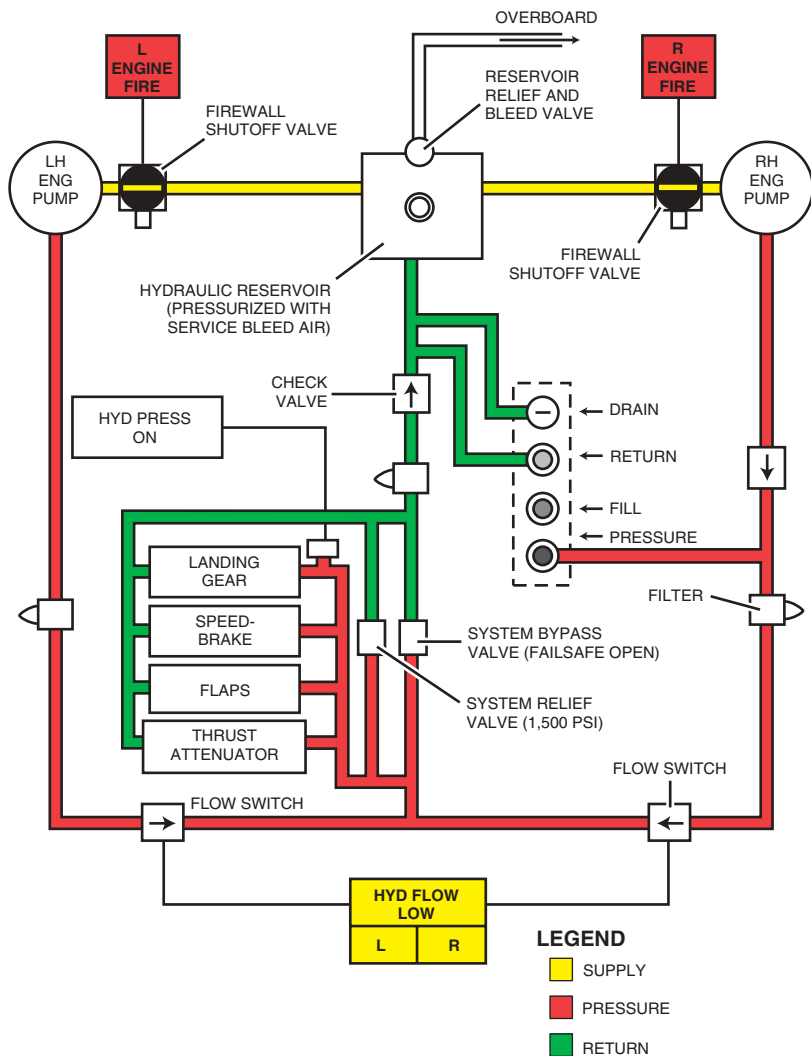 OVERBOARD
L
ENGINE
FIRE
R
ENGINE
FIRE
RESERVOIR
RELIEF AND
BLEED VALVE
FIREWALL
SHUTOFF VALVE
LH
ENG
PUMP
RH
ENG
PUMP
FIREWALL
SHUTOFF VALVE
HYDRAULIC RESERVOIR
(PRESSURIZED WITH
SERVICE BLEED AIR)
CHECK
VALVE
HYD PRESS
ON
DRAIN
RETURN
FILL
PRESSURE
LANDING
GEAR
SPEED-
BRAKE
FLAPS
THRUST
ATTENUATOR
FILTER
SYSTEM BYPASS
VALVE (FAILSAFE OPEN)
SYSTEM RELIEF
VALVE (1,500 PSI)
FLOW SWITCH
FLOW SWITCH
HYD FLOW
LOW
L
R
LEGEND
SUPPLY
PRESSURE
RETURN